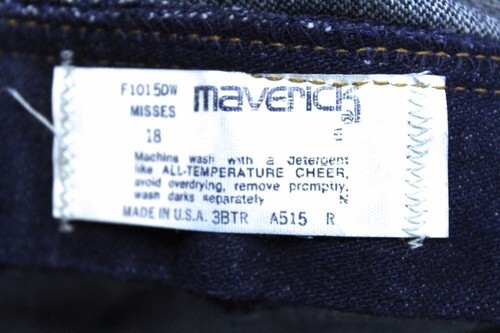 F1015DW maverick®
MISSES
18
Machine wash with a detergent
like ALL-TEMPERATURE CHEER,
avoid overdrying, remove promptly,
wash darks separately N
MADE IN U.S.A. 3BTR A515 R